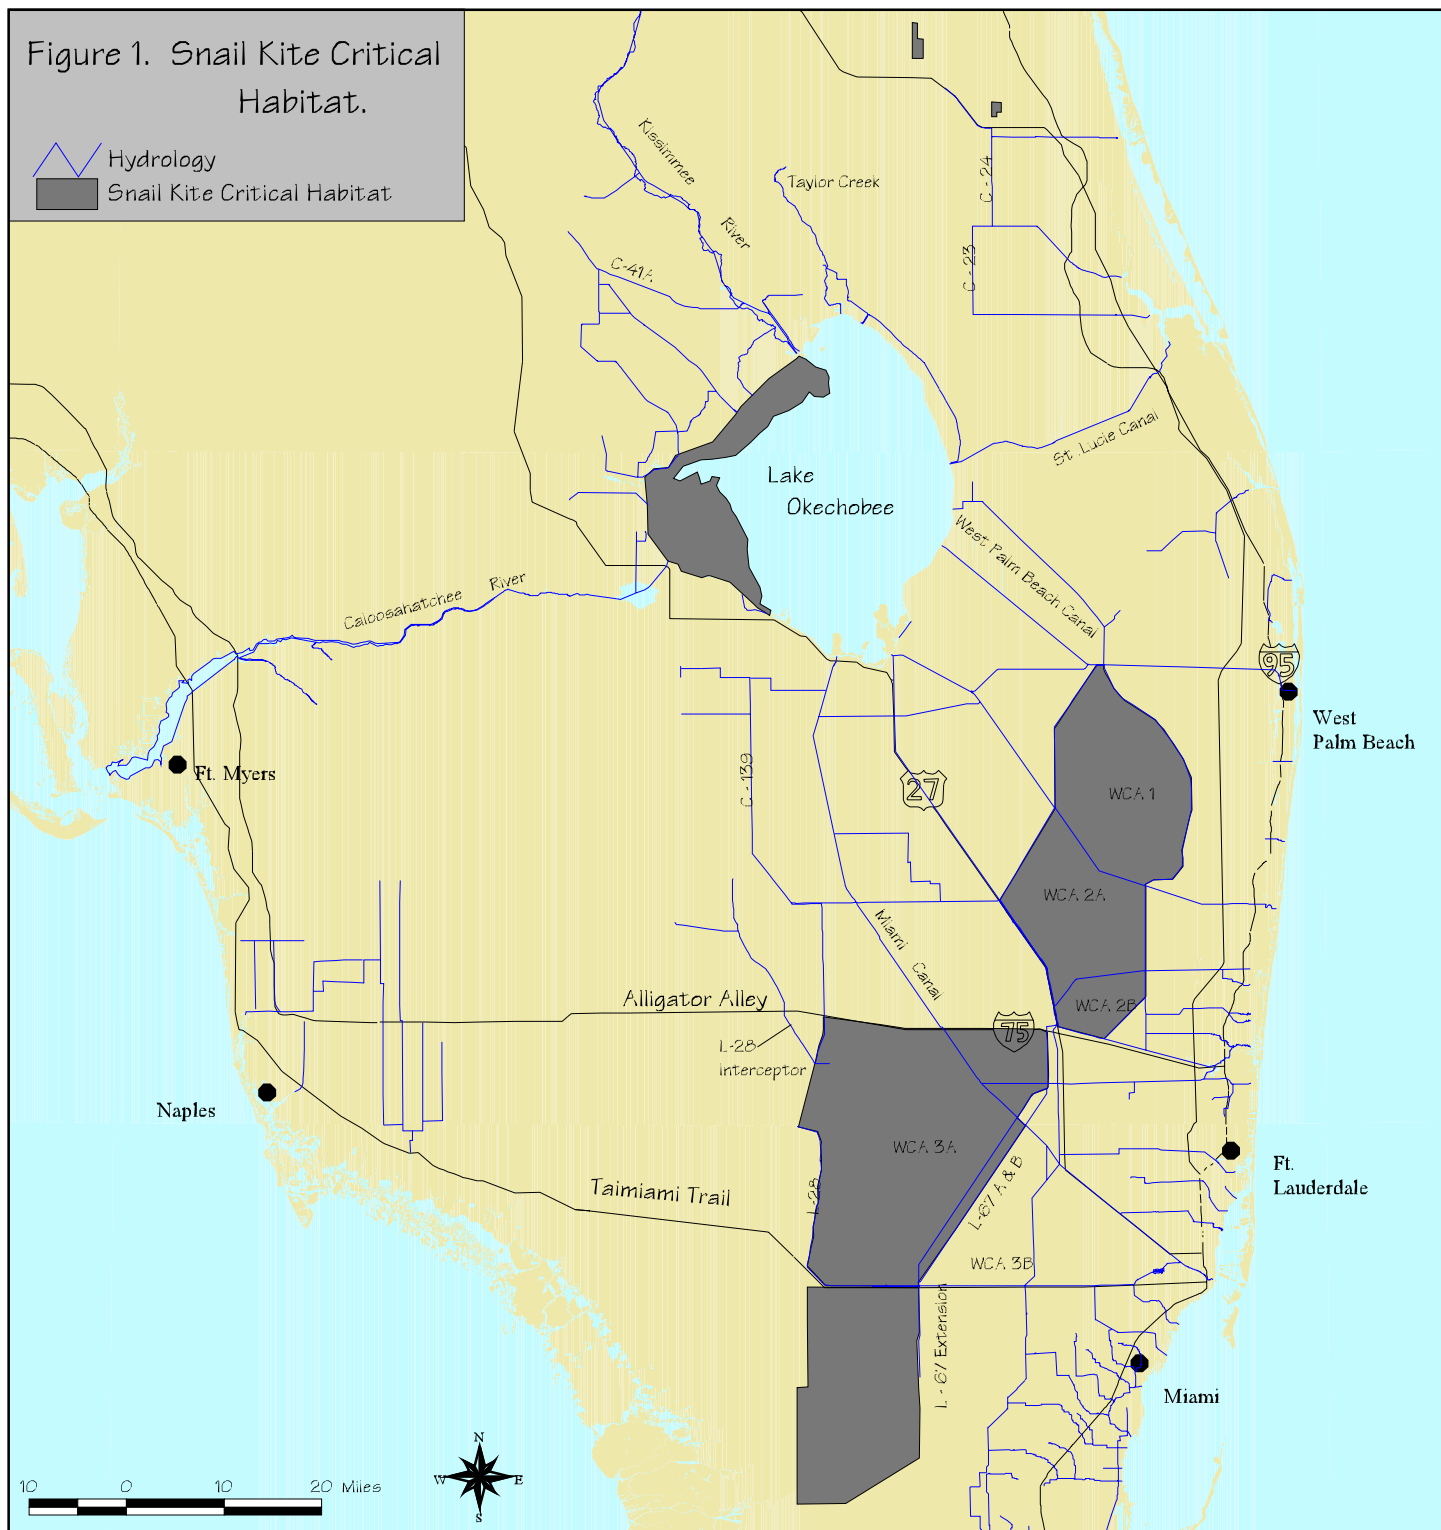 Figure 1. Snail Kite Critical
Habitat.
Hydrology
Snail Kite Critical Habitat
Kissimmee
River
Taylor Creek
C - 24
C - 23
C-41A
St. Lucie Canal
Lake
Okechobee
West Palm Beach Canal
Caloosahatchee
River
95
West
Palm Beach
Ft. Myers
C - 139
27
WCA 1
WCA 2A
Miami
Canal
WCA 2B
Alligator Alley
75
L-28
interceptor
Naples
WCA 3A
L-28
L-67 A & B
Ft.
Lauderdale
Taimiami Trail
WCA 3B
L - 67 Extension
Miami
N
W
E
S
10 0 10 20 Miles